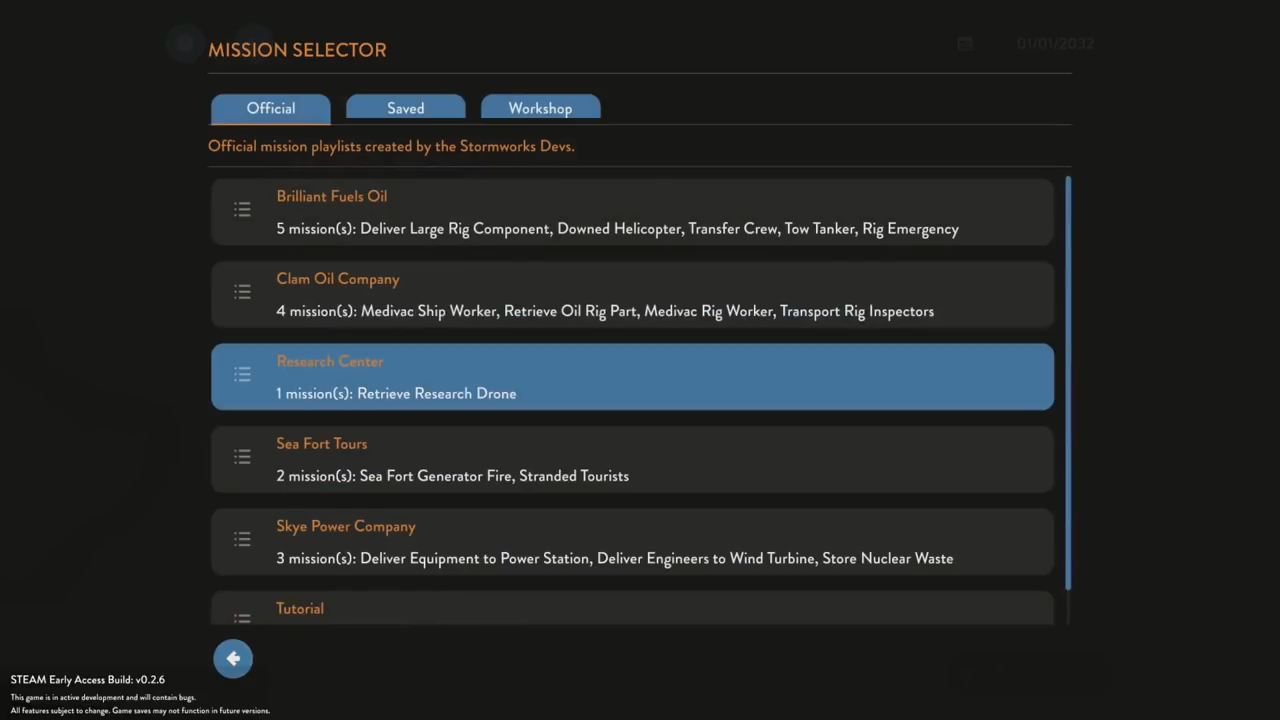 MISSION SELECTOR
01/01/2032
Official
Saved
Workshop
Official mission playlists created by the Stormworks Devs.
Brilliant Fuels Oil
5 mission(s): Deliver Large Rig Component, Downed Helicopter, Transfer Crew, Tow Tanker, Rig Emergency
Clam Oil Company
4 mission(s): Medivac Ship Worker, Retrieve Oil Rig Part, Medivac Rig Worker, Transport Rig Inspectors
Research Center
1 mission(s): Retrieve Research Drone
Sea Fort Tours
2 mission(s): Sea Fort Generator Fire, Stranded Tourists
Skye Power Company
3 mission(s): Deliver Equipment to Power Station, Deliver Engineers to Wind Turbine, Store Nuclear Waste
Tutorial
STEAM Early Access Build: v0.2.6
This game is in active development and will contain bugs.
All features subject to change. Game saves may not function in future versions.